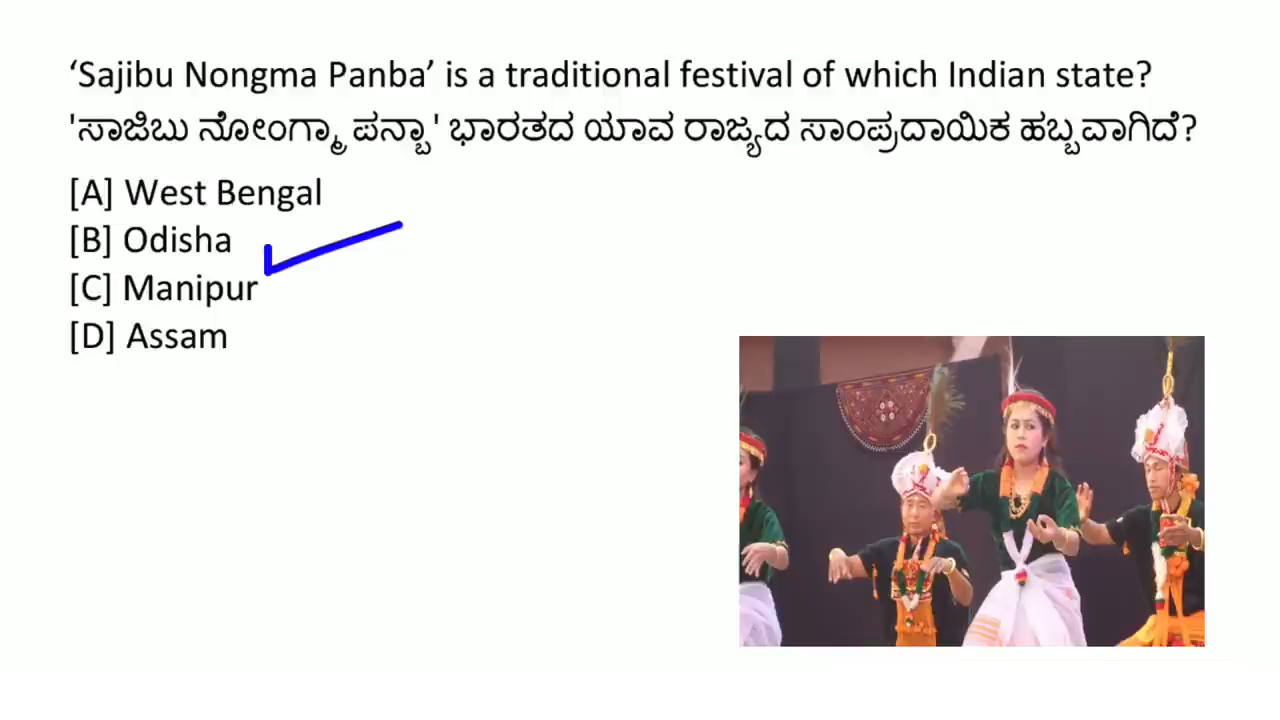 ‘Sajibu Nongma Panba’ is a traditional festival of which Indian state?
'ಸಾಜಿಬು ನೋಂಗ್ಮಾ ಪನ್ಬಾ' ಭಾರತದ ಯಾವ ರಾಜ್ಯದ ಸಾಂಪ್ರದಾಯಿಕ ಹಬ್ಬವಾಗಿದೆ?
[A] West Bengal
[B] Odisha
[C] Manipur
[D] Assam